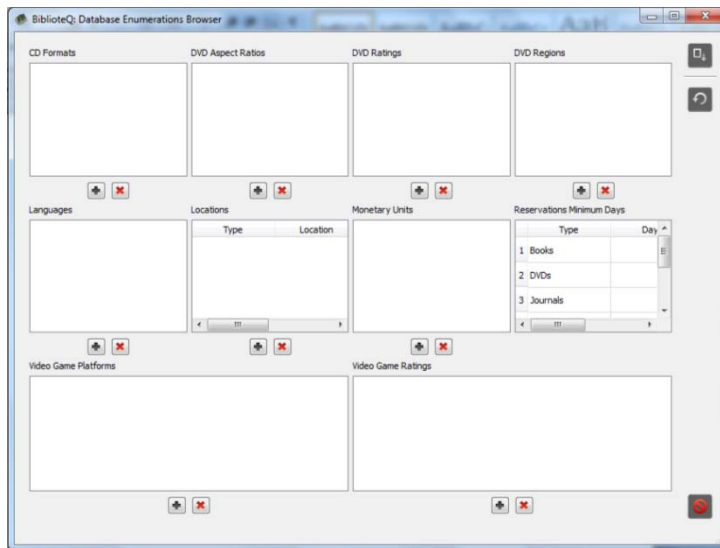 BiblioteQ: Database Enumerations Browser
CD Formats
DVD Aspect Ratios
DVD Ratings
DVD Regions
Languages
Locations
Monetary Units
Reservations Minimum Days
Type Location
Type Day
1 Books
2 DVDs
3 Journals
Video Game Platforms
Video Game Ratings